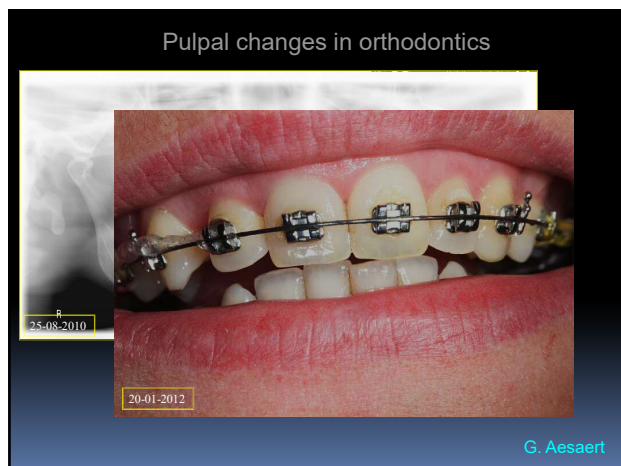 Pulpal changes in orthodontics
R
25-08-2010
20-01-2012
G. Aesaert